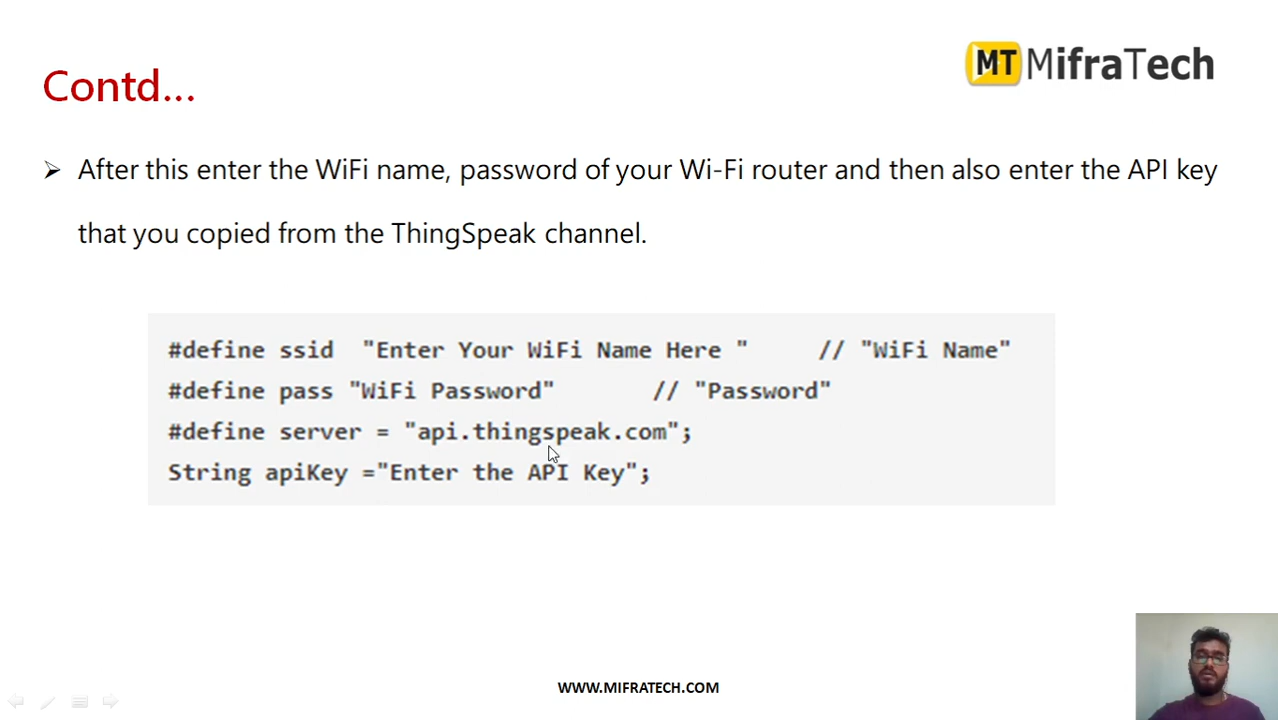 MT MifraTech
Contd...
After this enter the WiFi name, password of your Wi-Fi router and then also enter the API key
that you copied from the ThingSpeak channel.
#define ssid  "Enter Your WiFi Name Here "     // "WiFi Name"
#define pass "WiFi Password"       // "Password"
#define server = "api.thingspeak.com";
String apiKey ="Enter the API Key";
WWW.MIFRATECH.COM